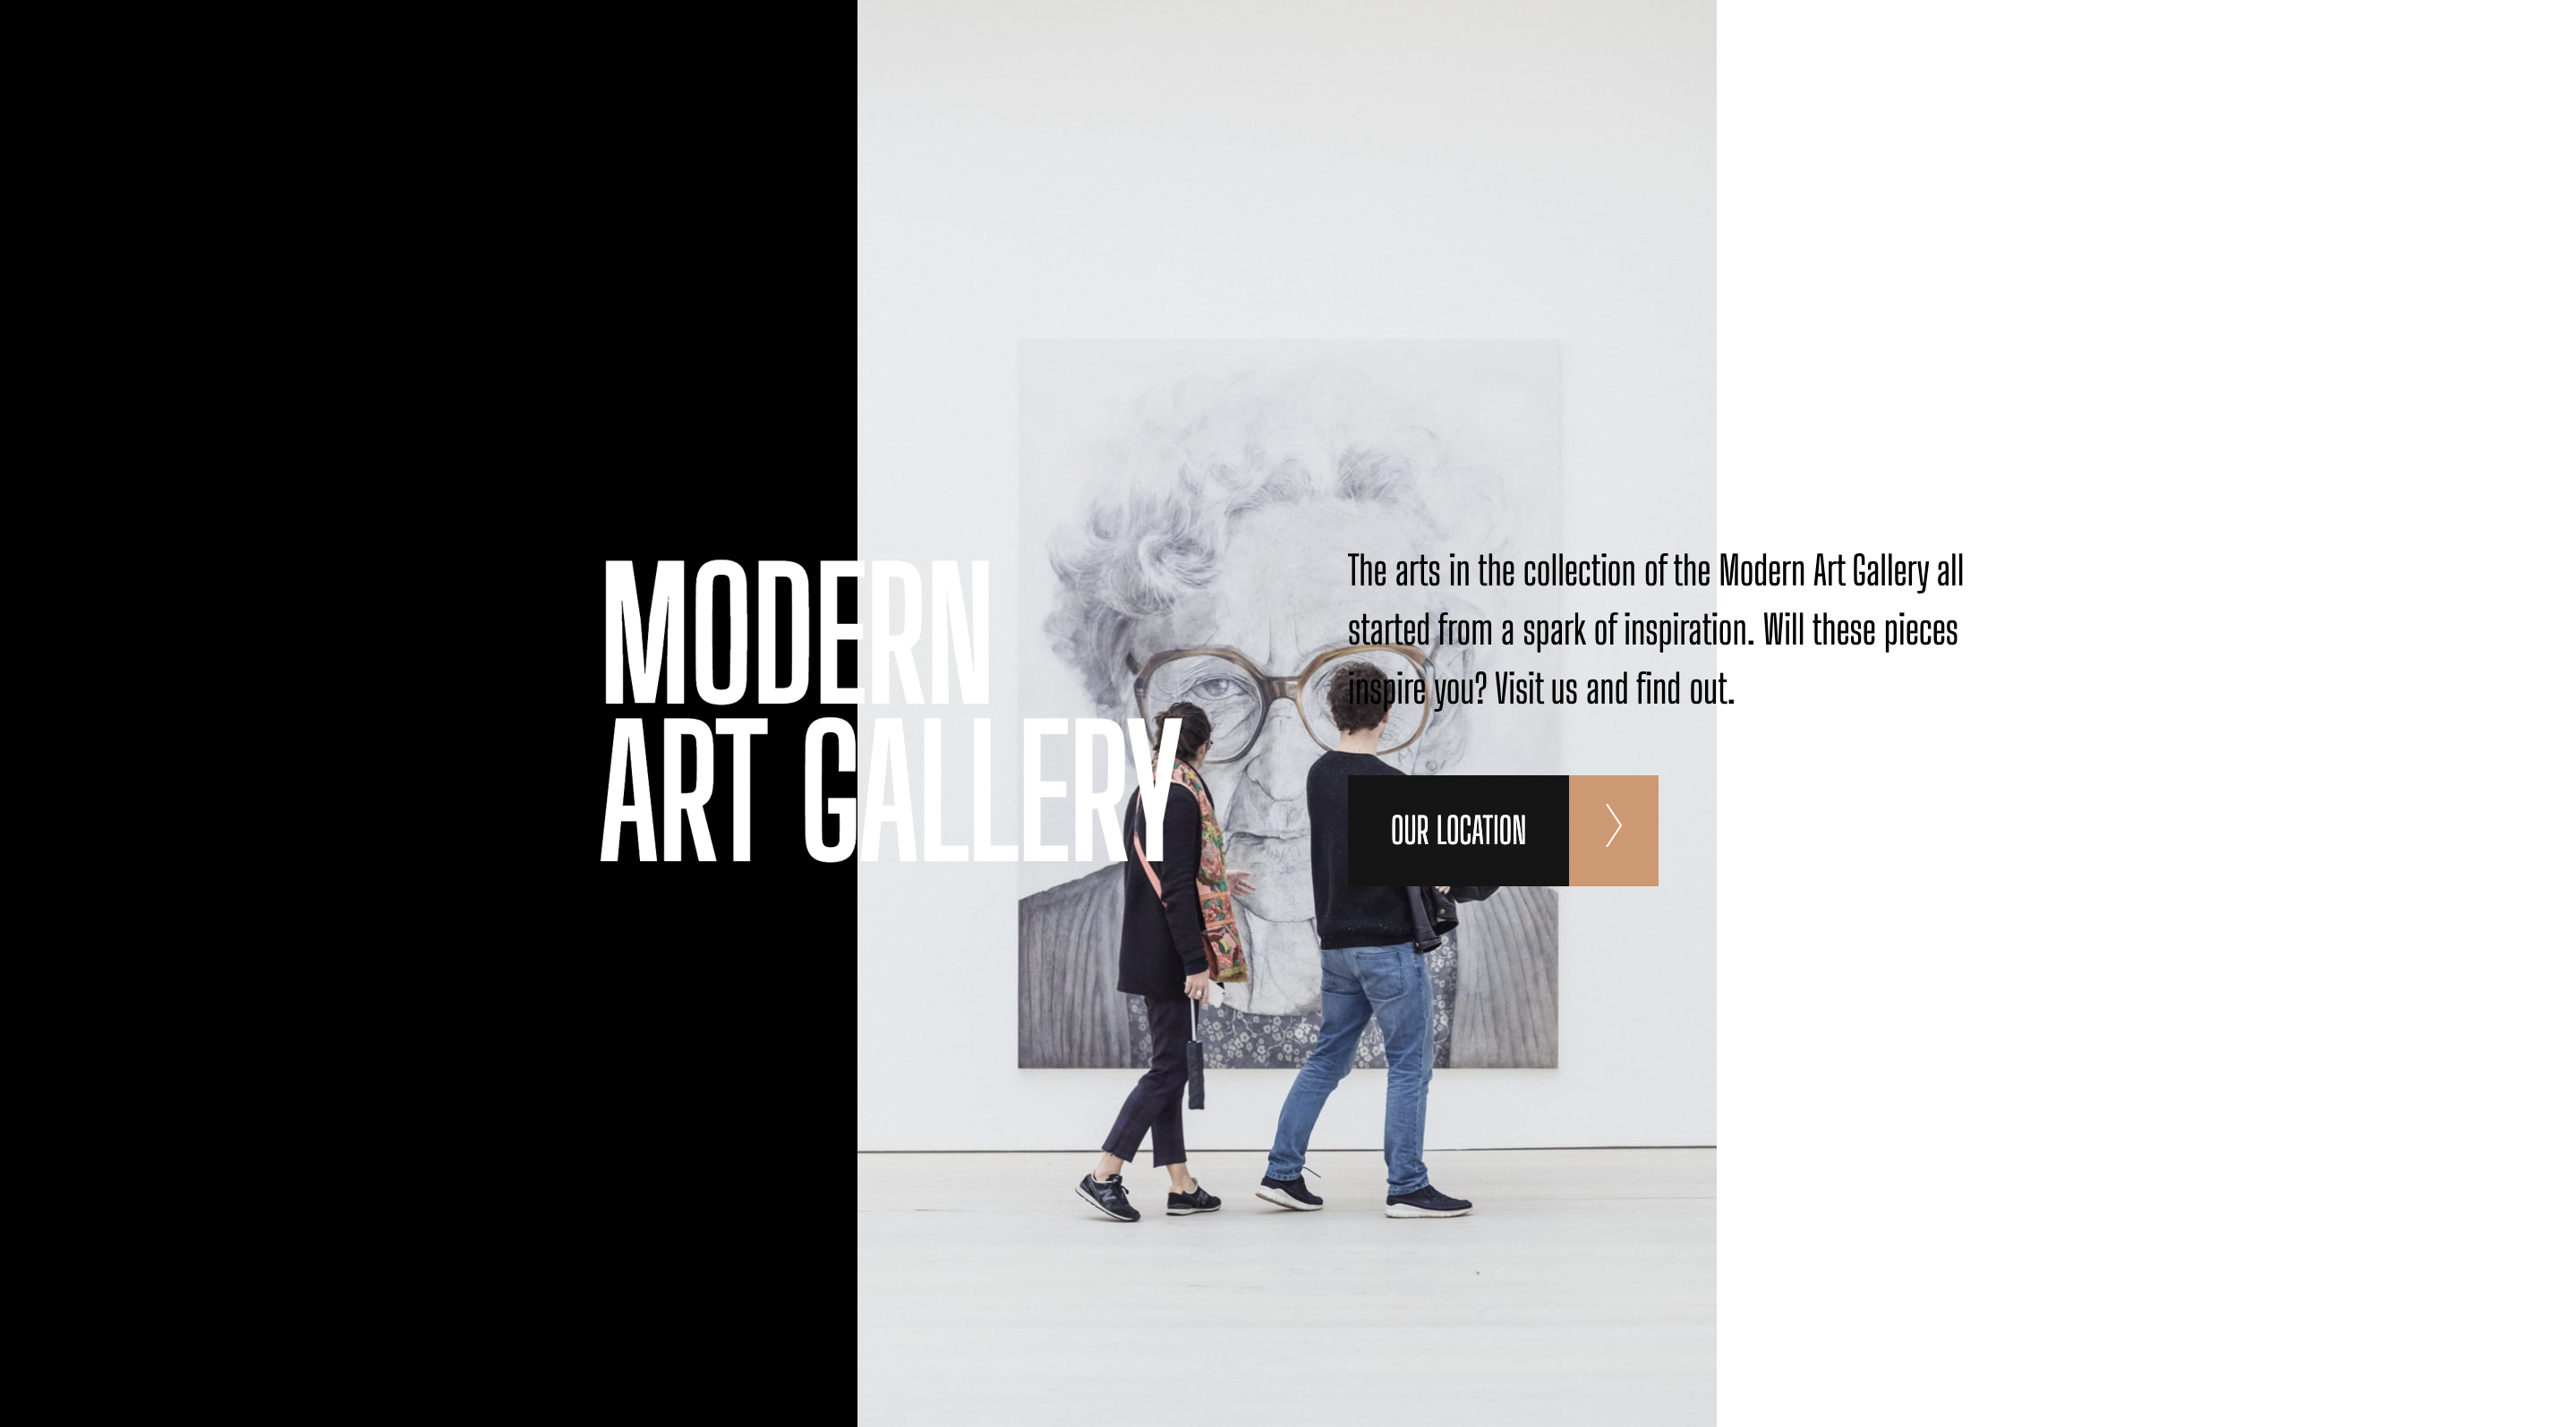 MODERN
ART GALLERY
The arts in the collection of the Modern Art Gallery all
started from a spark of inspiration. Will these pieces
inspire you? Visit us and find out.
OUR LOCATION